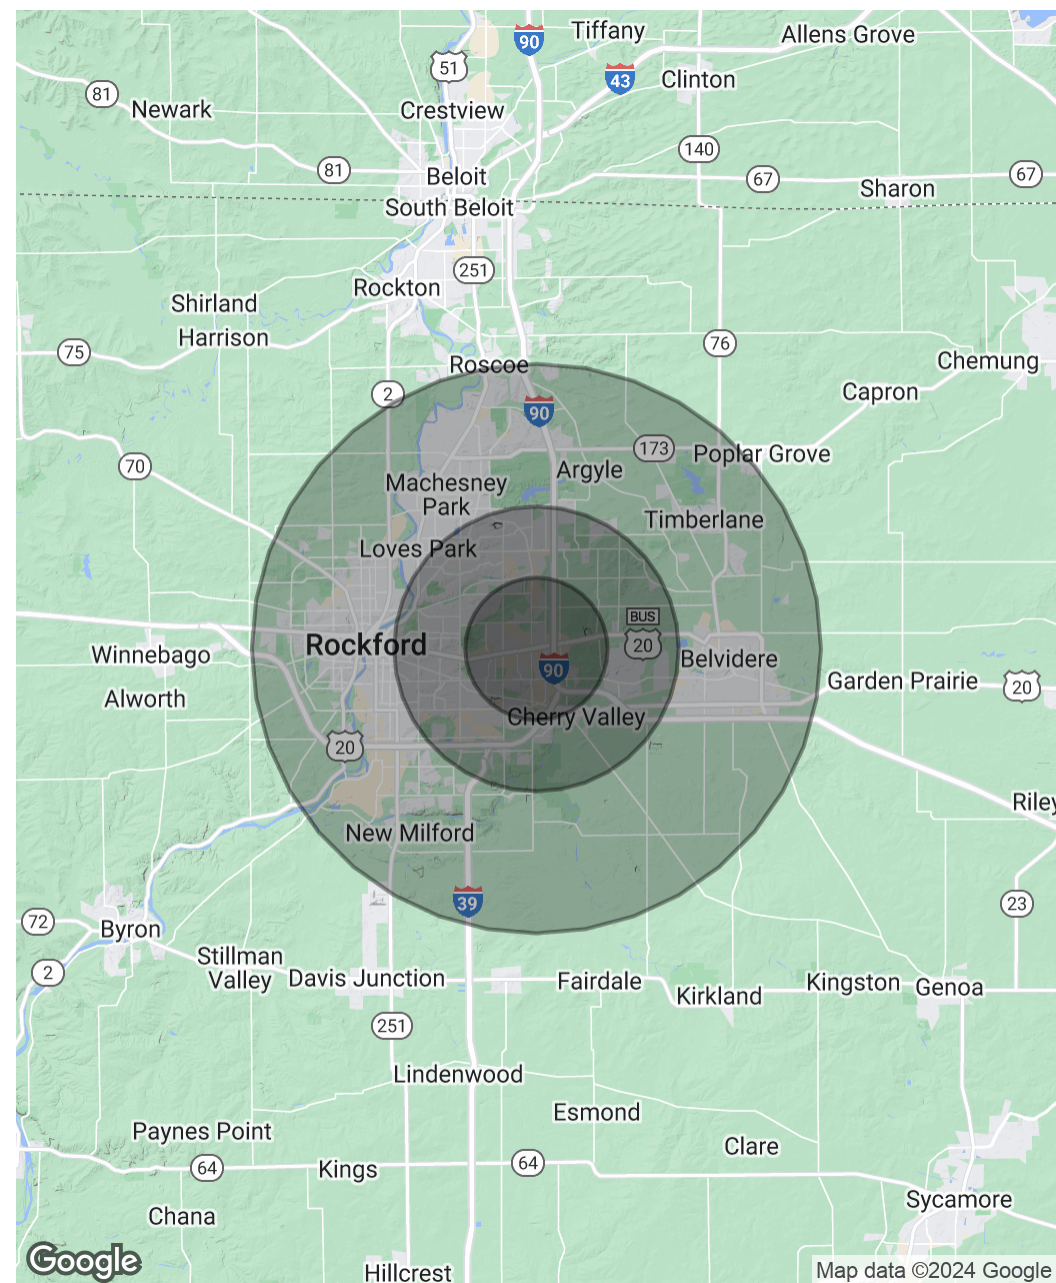 Tiffany
Allens Grove
90
51
43
Clinton
81
Newark
Crestview
140
81
Beloit
67
67
Sharon
South Beloit
251
Rockton
Shirland
Harrison
76
75
Roscoe
Chemung
2
Capron
90
173
Poplar Grove
70
Argyle
Machesney
Park
Timberlane
Loves Park
BUS
20
Rockford
Winnebago
Belvidere
90
Garden Prairie
20
Alworth
Cherry Valley
20
Riley
New Milford
39
23
72
Byron
Stillman
Valley
2
Davis Junction
Fairdale
Kingston
Genoa
Kirkland
251
Lindenwood
Esmond
Paynes Point
Clare
64
Kings
64
Sycamore
Chana
Google
Hillcrest
Map data ©2024 Google